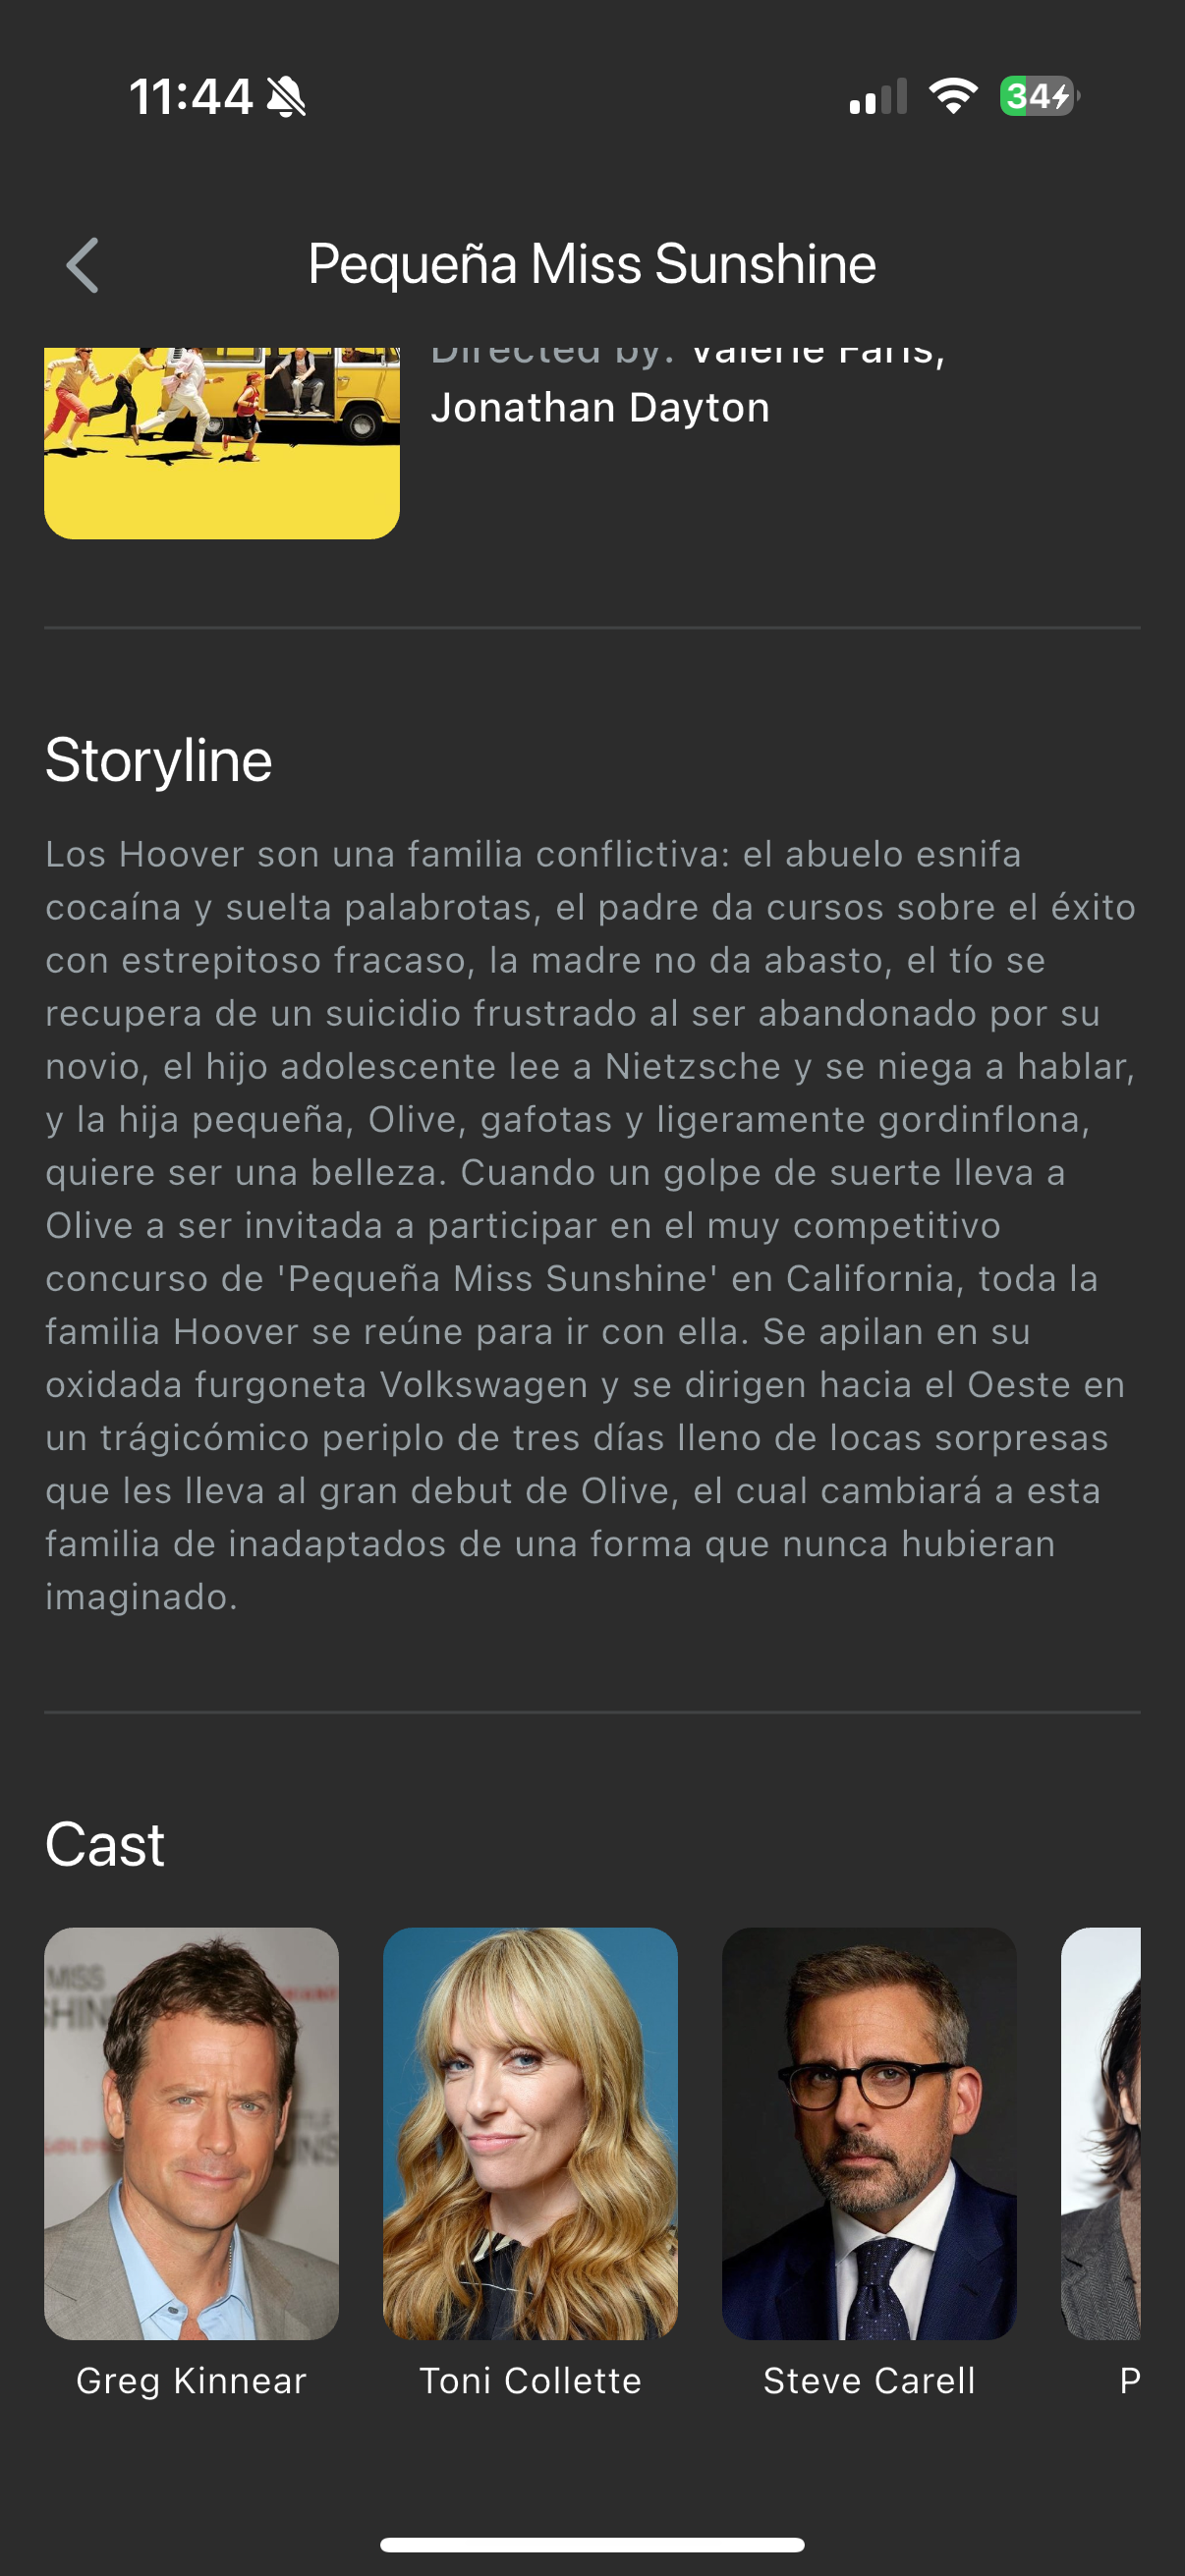 11:44
34
Pequeña Miss Sunshine
Directed by: Valerie Faris,
Jonathan Dayton
Storyline
Los Hoover son una familia conflictiva: el abuelo esnifa
cocaína y suelta palabrotas, el padre da cursos sobre el éxito
con estrepitoso fracaso, la madre no da abasto, el tío se
recupera de un suicidio frustrado al ser abandonado por su
novio, el hijo adolescente lee a Nietzsche y se niega a hablar,
y la hija pequeña, Olive, gafotas y ligeramente gordinflona,
quiere ser una belleza. Cuando un golpe de suerte lleva a
Olive a ser invitada a participar en el muy competitivo
concurso de 'Pequeña Miss Sunshine' en California, toda la
familia Hoover se reúne para ir con ella. Se apilan en su
oxidada furgoneta Volkswagen y se dirigen hacia el Oeste en
un trágicómico periplo de tres días lleno de locas sorpresas
que les lleva al gran debut de Olive, el cual cambiará a esta
familia de inadaptados de una forma que nunca hubieran
imaginado.
Cast
MISS
Greg Kinnear
Toni Collette
Steve Carell
P